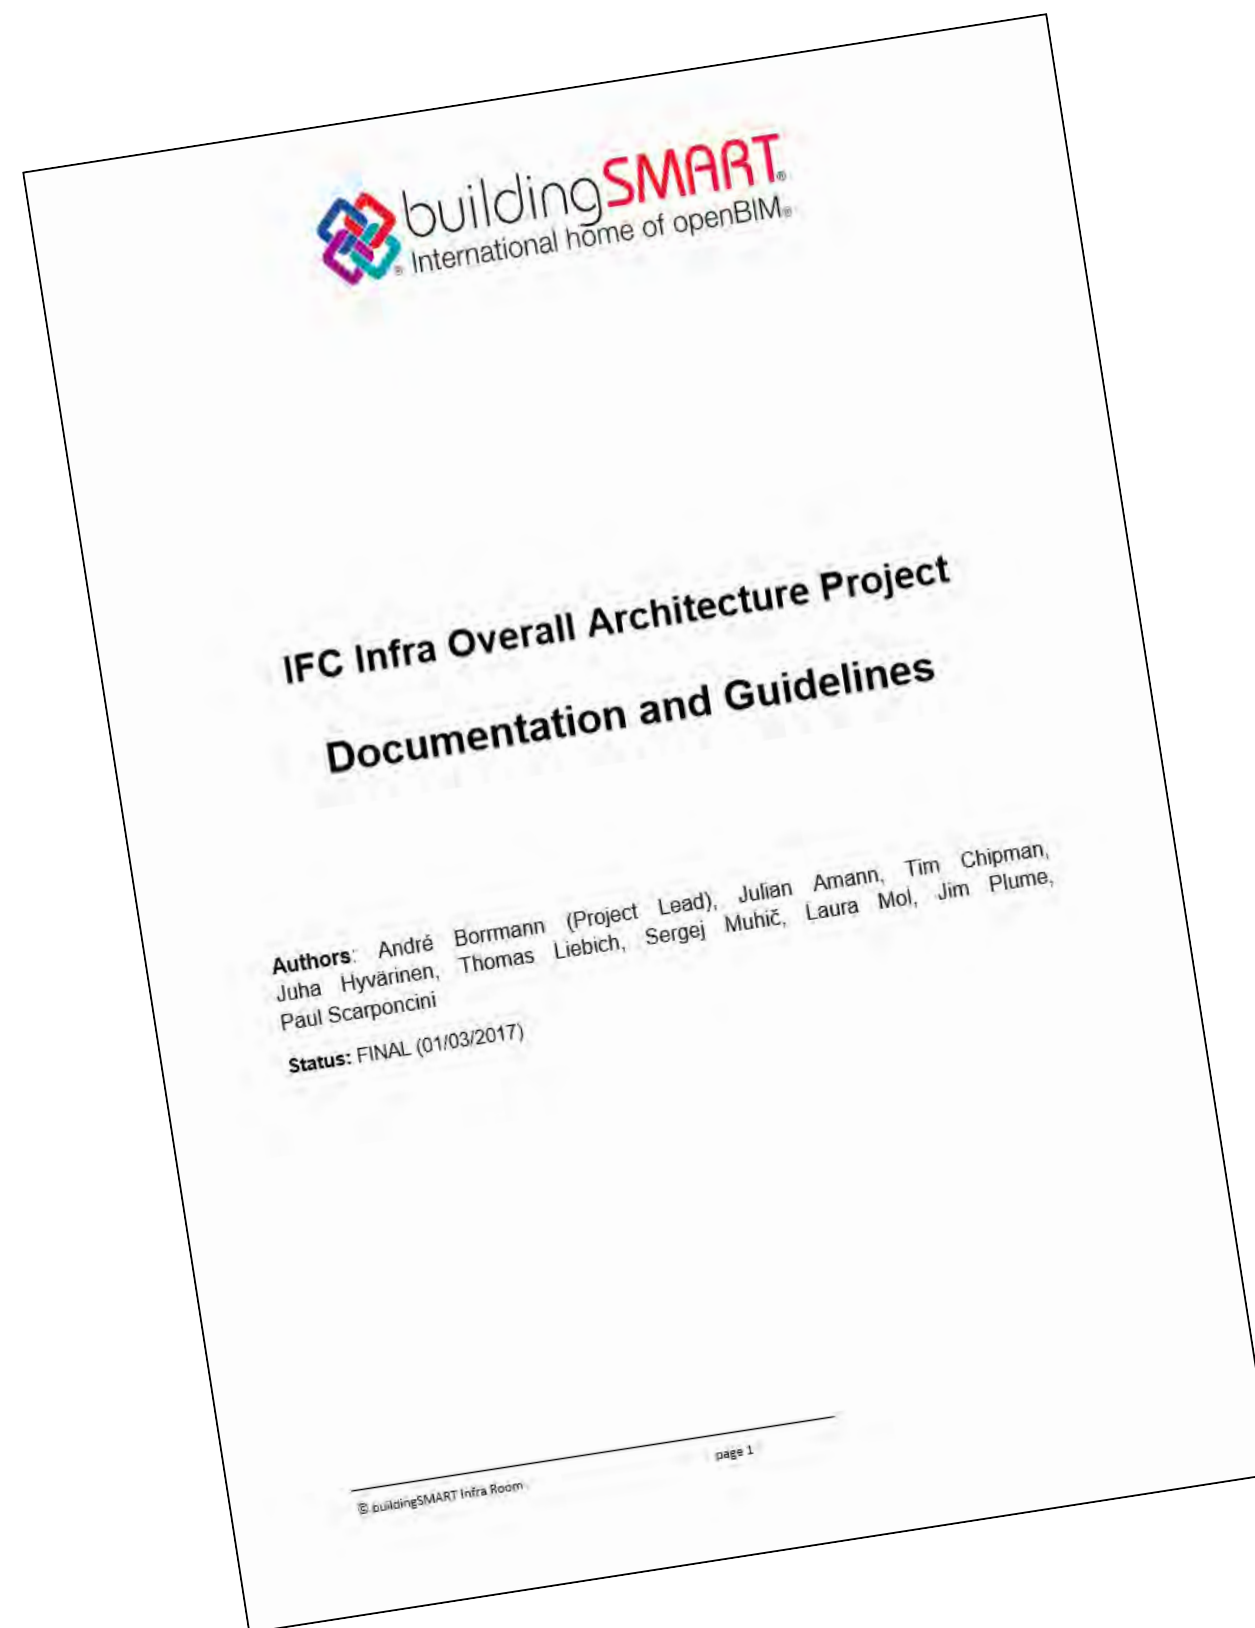 buildingSMART®
® International home of openBIM®
IFC Infra Overall Architecture Project
Documentation and Guidelines
Authors: André Borrmann (Project Lead), Julian Amann, Tim Chipman,
Juha Hyvärinen, Thomas Liebich, Sergej Muhič, Laura Mol, Jim Plume,
Paul Scarponcini
Status: FINAL (01/03/2017)
© buildingSMART Infra Room page 1